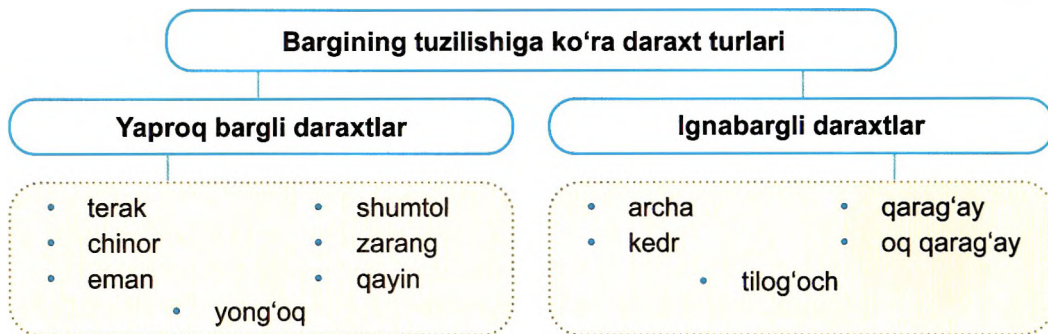 Bargining tuzilishiga ko‘ra daraxt turlari
Yaproq bargli daraxtlar
Ignabargli daraxtlar
• terak
• shumtol
• chinor
• zarang
• eman
• qayin
• yong‘oq
• archa
• qarag‘ay
• kedr
• oq qarag‘ay
• tilog‘och